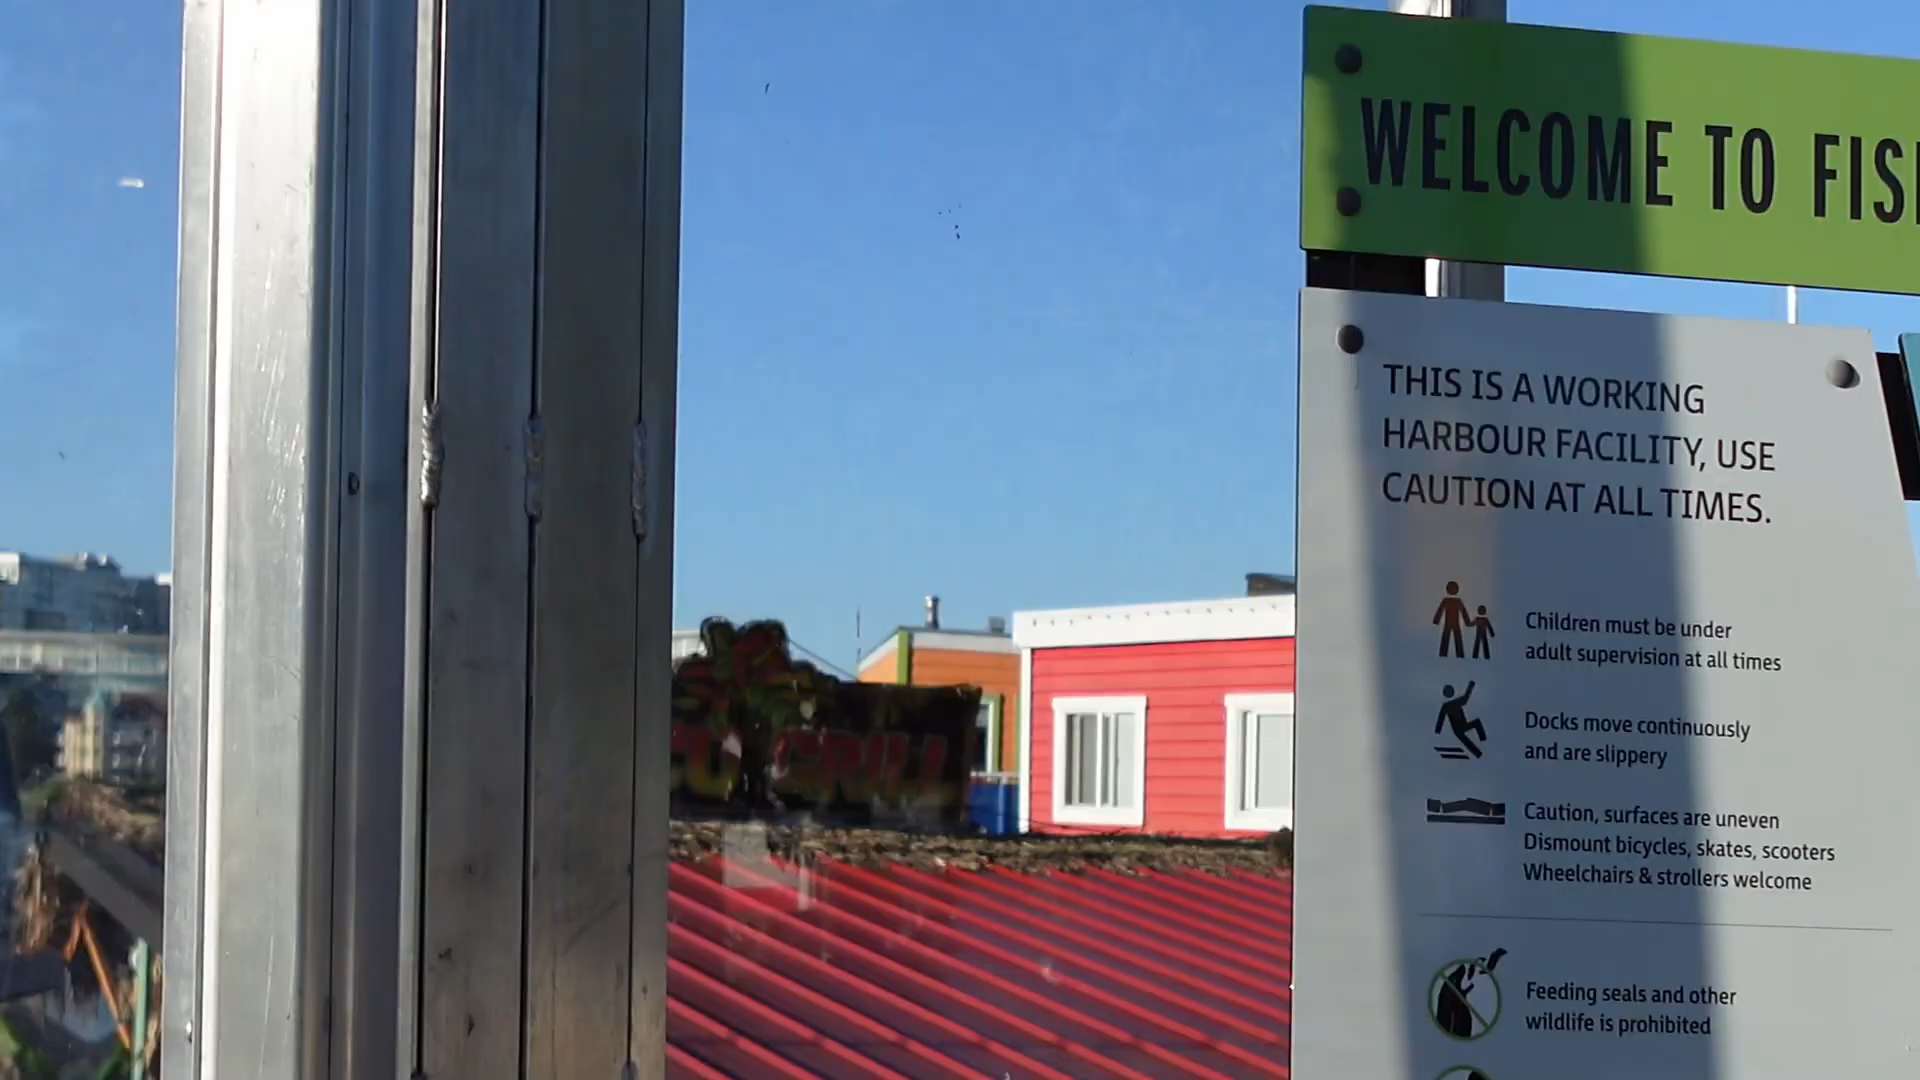 WELCOME TO FIS
THIS IS A WORKING
HARBOUR FACILITY, USE
CAUTION AT ALL TIMES.
Children must be under
adult supervision at all times
Docks move continuously
and are slippery
Caution, surfaces are uneven
Dismount bicycles, skates, scooters
Wheelchairs & strollers welcome
Feeding seals and other
wildlife is prohibited
GRILL